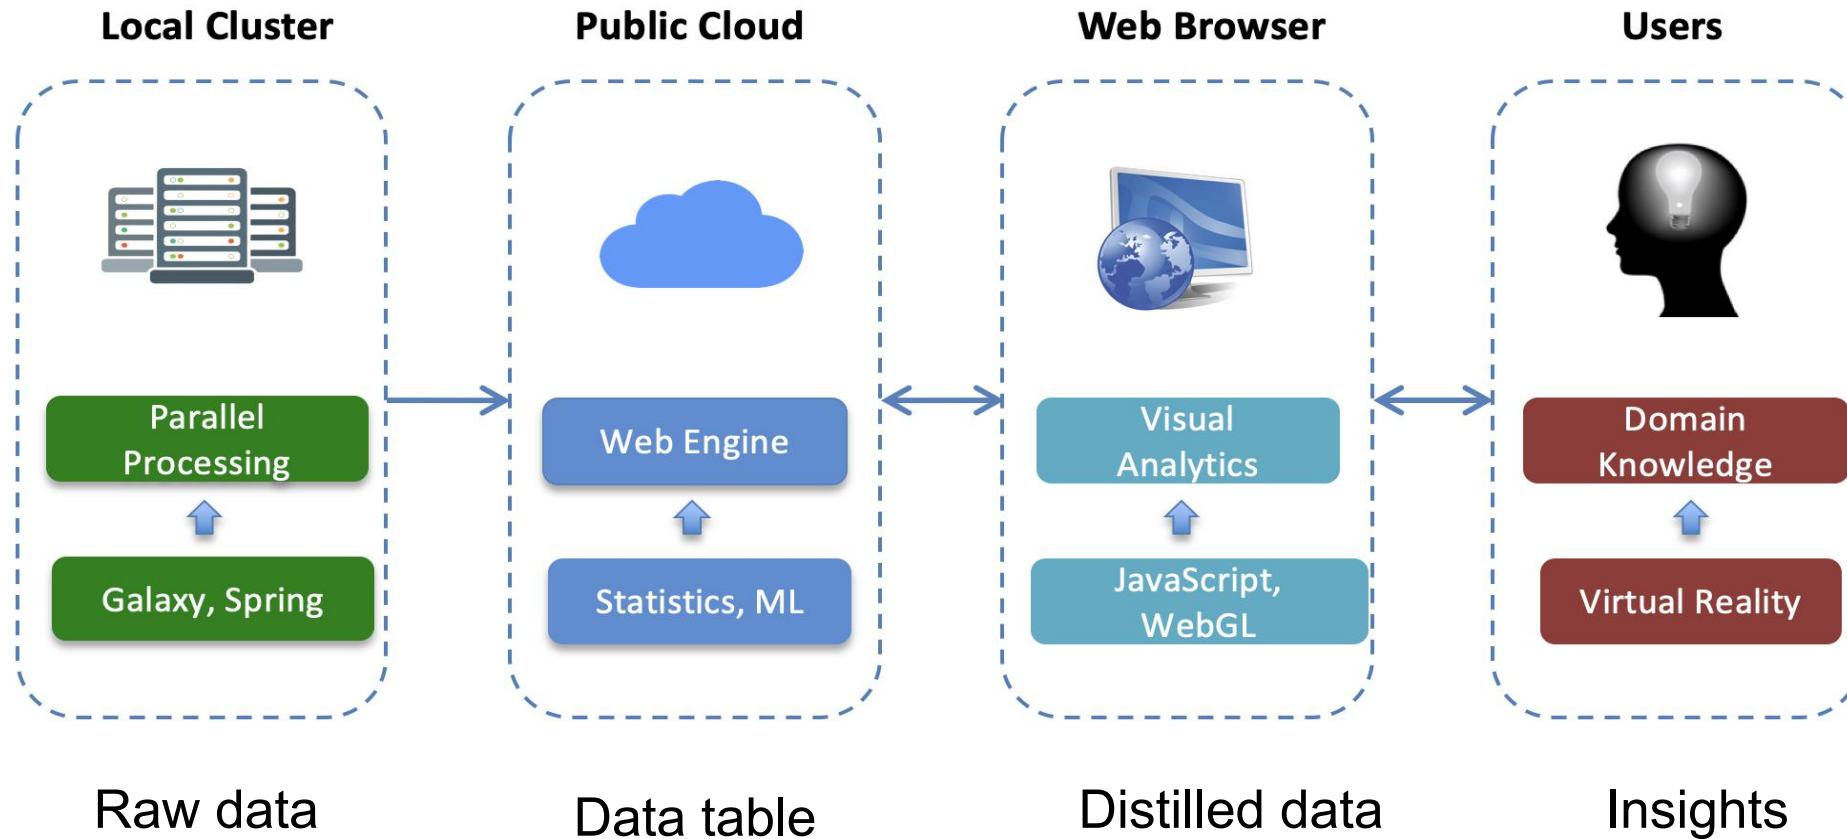 Local Cluster
Public Cloud
Web Browser
Users
Parallel
Processing
Web Engine
Visual
Analytics
Domain
Knowledge
Galaxy, Spring
Statistics, ML
JavaScript,
WebGL
Virtual Reality
Raw data
Data table
Distilled data
Insights